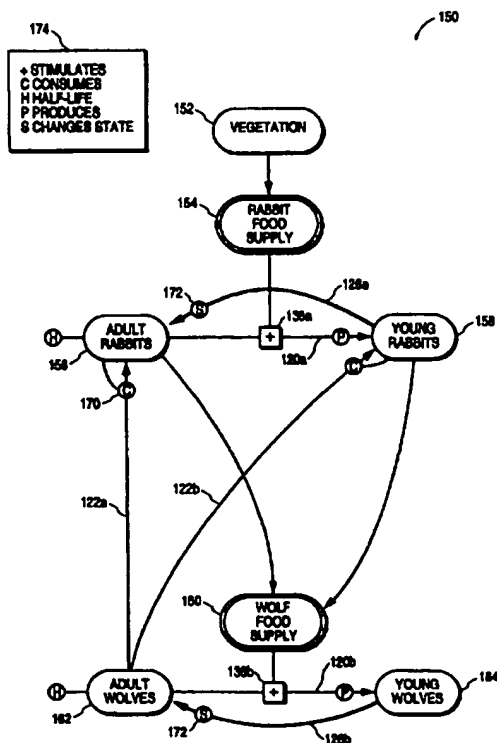 174
150
+ STIMULATES
C CONSUMES
H HALF-LIFE
P PRODUCES
S CHANGES STATE
152
VEGETATION
154
RABBIT
FOOD
SUPPLY
172
126a
S
136a
H
ADULT
RABBITS
+
P
YOUNG
RABBITS
158
156
120a
C
170
C
122a
122b
160
WOLF
FOOD
SUPPLY
136b
120b
164
H
ADULT
WOLVES
+
P
YOUNG
WOLVES
162
172
S
126b